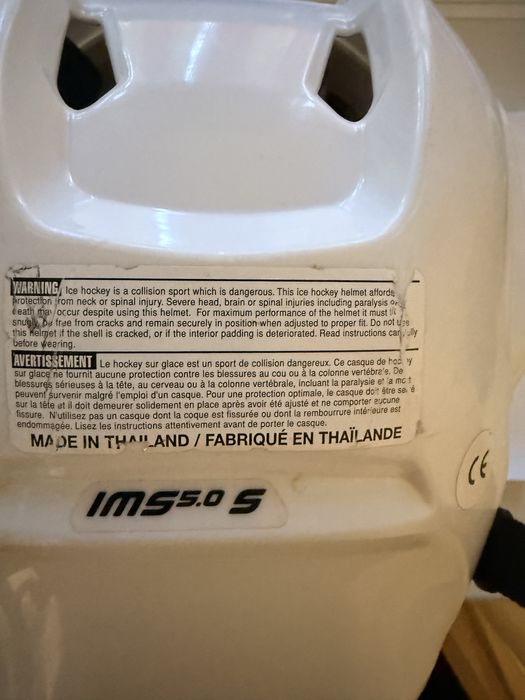 WARNING Ice hockey is a collision sport which is dangerous. This ice hockey helmet affords
protection from neck or spinal injury. Severe head, brain or spinal injuries including paralysis or
death may occur despite using this helmet. For maximum performance of the helmet it must fit
snugly, free from cracks and remain securely in position when adjusted to proper fit. Do not use
this helmet if the shell is cracked, or if the interior padding is deteriorated. Read instructions carefully
before wearing.
AVERTISSEMENT Le hockey sur glace est un sport de collision dangereux. Ce casque de hockey
sur glace ne fournit aucune protection contre les blessures au cou ou à la colonne vertébrale. De
blessures sérieuses à la tête, au cerveau ou à la colonne vertébrale, incluant la paralysie et la mort
peuvent survenir malgré l'emploi d'un casque. Pour une protection optimale, le casque doit être serré
sur la tête et il doit demeurer solidement en place après avoir été ajusté et ne comporter aucune
fissure. N'utilisez pas un casque dont la coque est fissurée ou dont la rembourrure intérieure est
endommagée. Lisez les instructions attentivement avant de porter le casque.
MADE IN THAILAND / FABRIQUÉ EN THAÏLANDE
CE
IMS 5.0 S